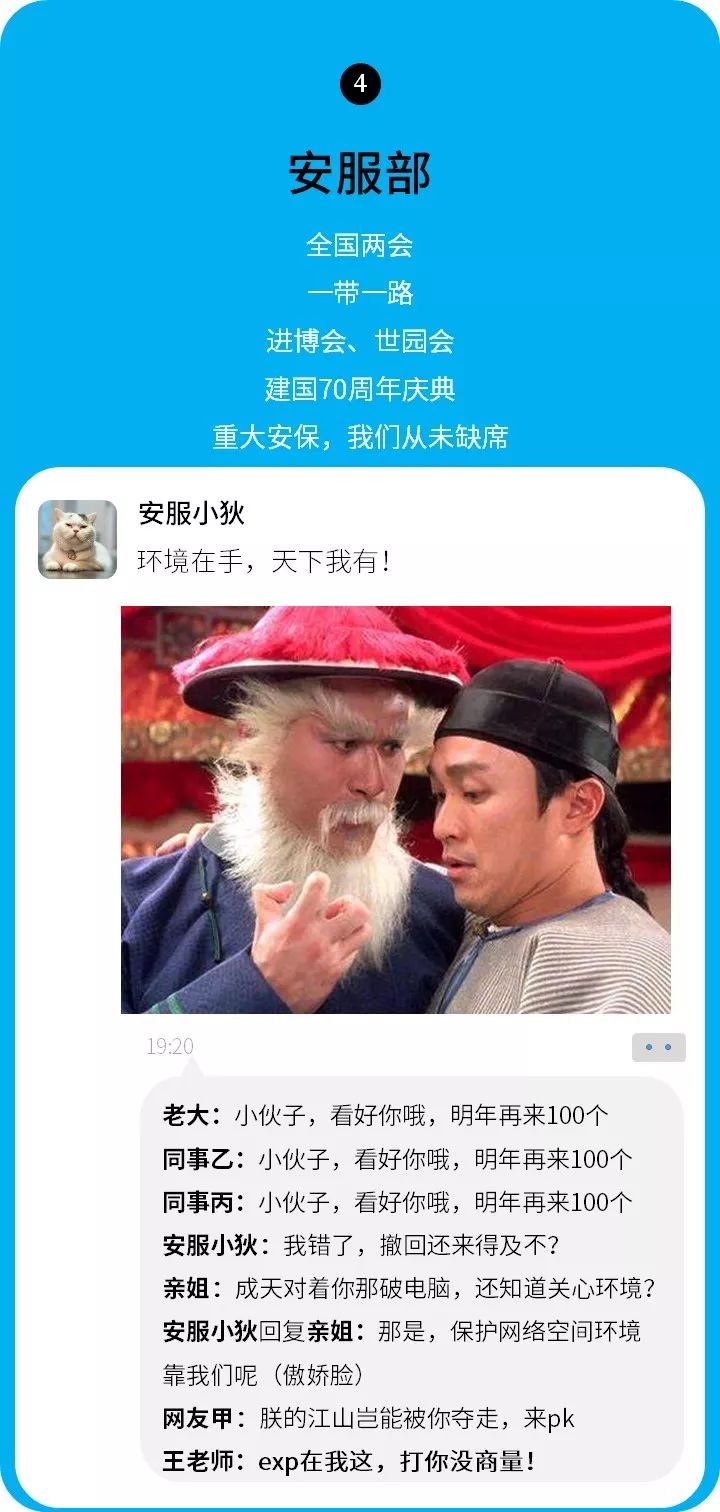 4
安服部
全国两会
一带一路
进博会、世园会
建国70周年庆典
重大安保，我们从未缺席
安服小狄
环境在手，天下我有！
19:20
老大：小伙子，看好你哦，明年再来100个
同事乙：小伙子，看好你哦，明年再来100个
同事丙：小伙子，看好你哦，明年再来100个
安服小狄：我错了，撤回还来得及不？
亲姐：成天对着你那破电脑，还知道关心环境？
安服小狄回复亲姐：那是，保护网络空间环境
靠我们呢（傲娇脸）
网友甲：朕的江山岂能被你夺走，来pk
王老师：exp在我这，打你没商量！